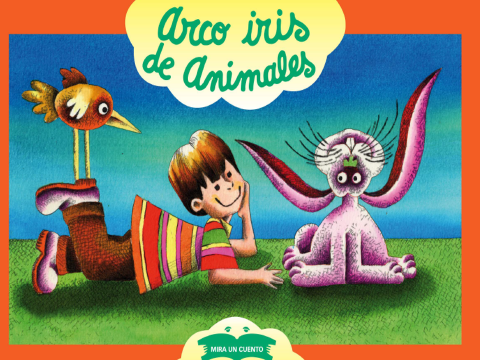 Arco iris
de Animales
MIRA UN CUENTO